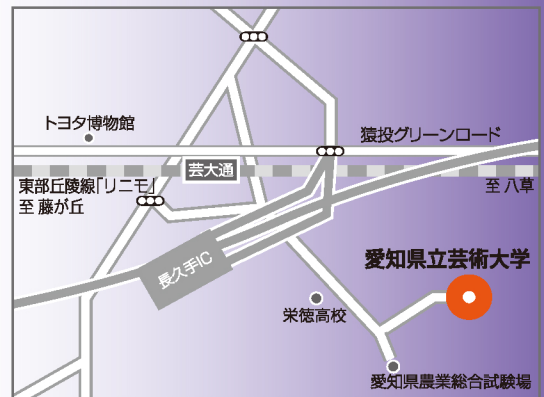 トヨタ博物館
猿投グリーンロード
芸大通
東部丘陵線「リニモ」
至 藤が丘
至 八草
長久手IC
愛知県立芸術大学
栄徳高校
愛知県農業総合試験場